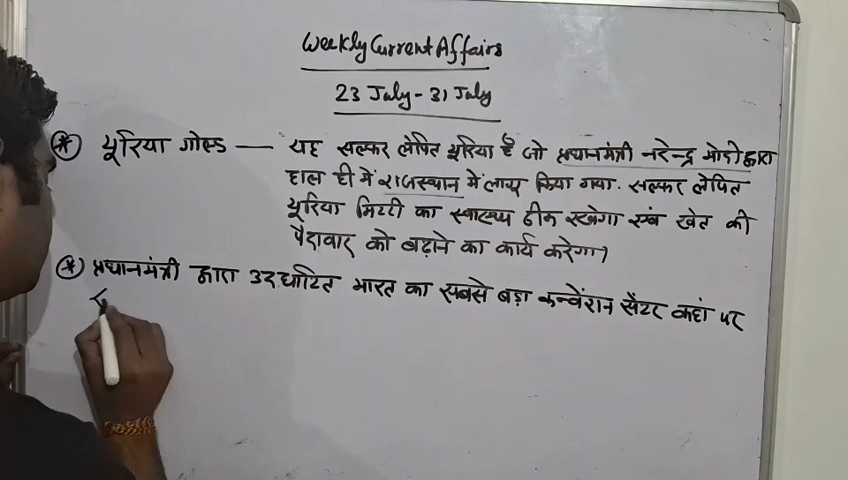 Weekly Current Affairs
23 July - 31 July
* यूरिया गोल्ड — यह सल्फर लेपित यूरिया है जो प्रधानमंत्री नरेन्द्र मोदी द्वारा
हाल ही में राजस्थान में लान्च किया गया. सल्फर लेपित
यूरिया मिट्टी का स्वास्थ्य ठीक रखेगा एवं खेत की
पैदावार को बढ़ाने का कार्य करेगा।
* प्रधानमंत्री द्वारा उदघाटित भारत का सबसे बड़ा कन्वेंशन सैंटर कहां पर